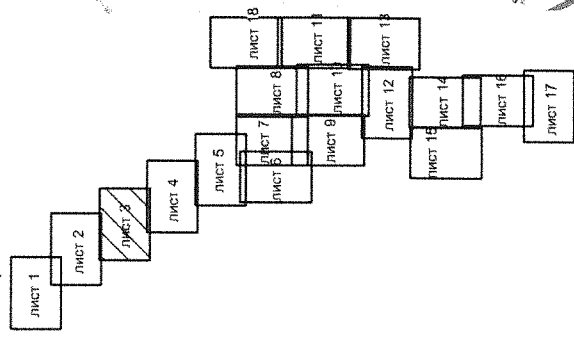 лист 1
лист 2
лист 3
лист 4
лист 5
лист 6
лист 7
лист 8
лист 9
лист 12
лист 13
лист 14
лист 15
лист 16
лист 17
лист 18